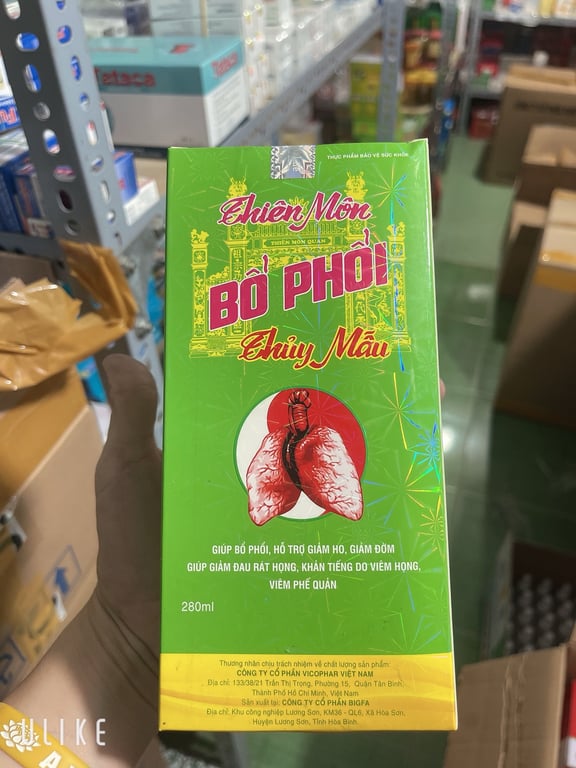 Tetaca
THỰC PHẨM BẢO VỆ SỨC KHỎE
Thiên Môn
THIÊN MÔN QUAN
BỔ PHỔI
Thủy Mẫu
GIÚP BỔ PHỔI, HỖ TRỢ GIẢM HO, GIẢM ĐỜM
GIÚP GIẢM ĐAU RÁT HỌNG, KHẢN TIẾNG DO VIÊM HỌNG,
VIÊM PHẾ QUẢN
280ml
Thương nhân chịu trách nhiệm về chất lượng sản phẩm:
CÔNG TY CỔ PHẦN VICOPHAR VIỆT NAM
Địa chỉ: 133/38/21 Trần Thị Trọng, Phường 15, Quận Tân Bình,
Thành Phố Hồ Chí Minh, Việt Nam
Sản xuất tại: CÔNG TY CỔ PHẦN BIGFA
Địa chỉ: Khu công nghiệp Lương Sơn, KM36 - QL6, Xã Hòa Sơn,
Huyện Lương Sơn, Tỉnh Hòa Bình.
ULIKE